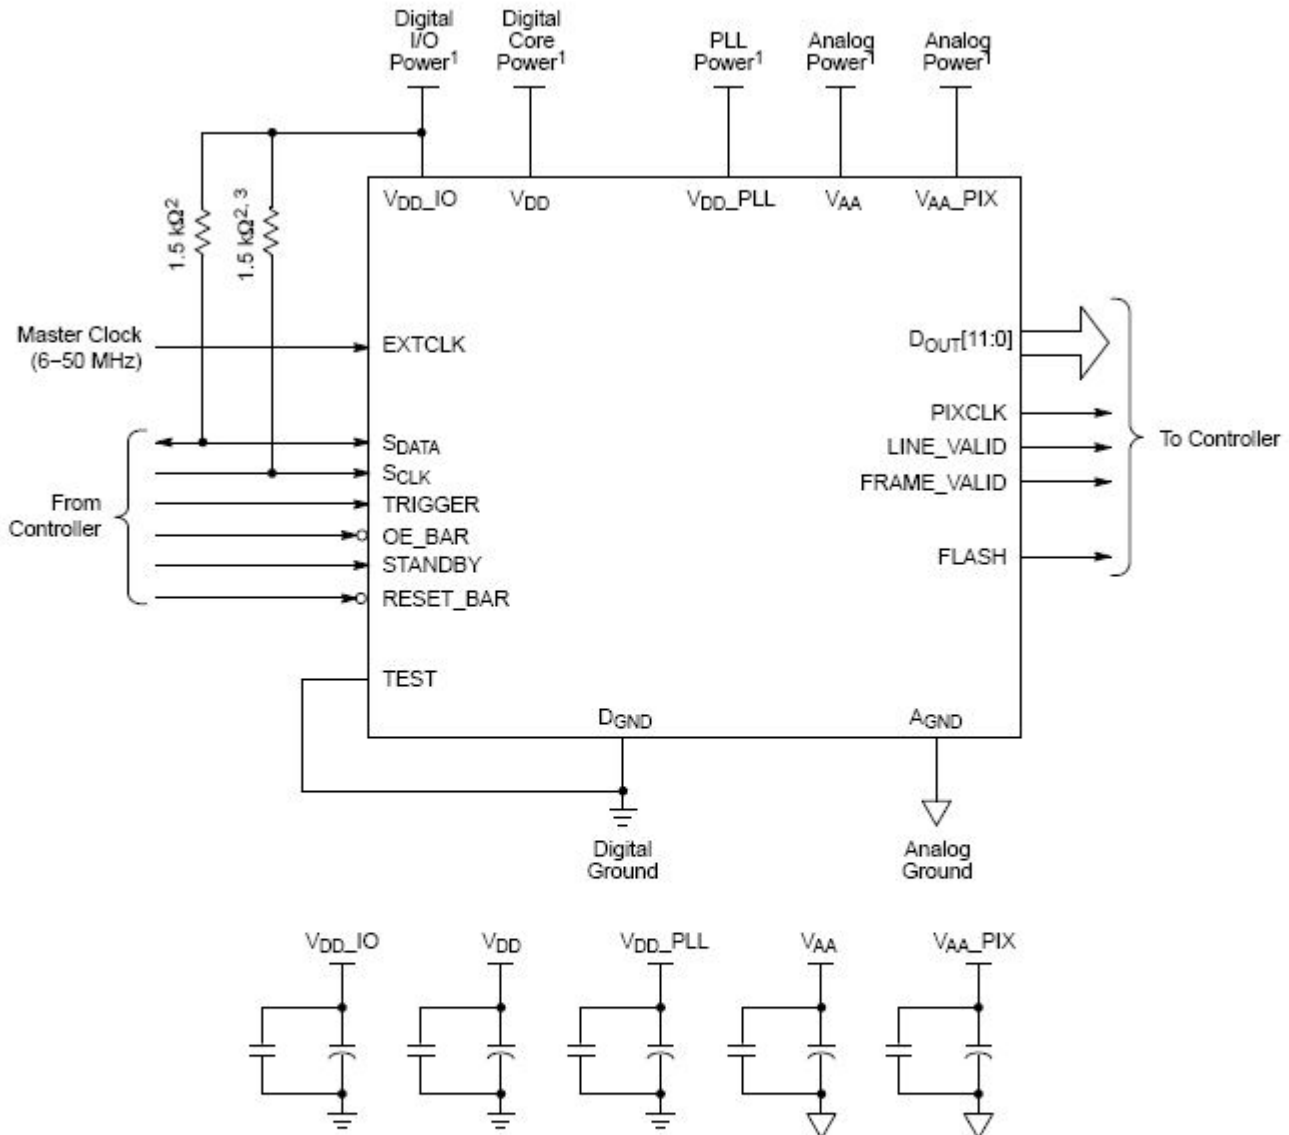 Digital
I/O
Power1
Digital
Core
Power1
PLL
Power1
Analog
Power1
Analog
Power1
VDD_IO
VDD
VDD_PLL
VAA
VAA_PIX
1.5 kΩ2
1.5 kΩ2, 3
Master Clock
(6–50 MHz)
EXTCLK
DOUT[11:0]
PIXCLK
LINE_VALID
FRAME_VALID
FLASH
To Controller
From
Controller
SDATA
SCLK
TRIGGER
OE_BAR
STANDBY
RESET_BAR
TEST
DGND
AGND
Digital
Ground
Analog
Ground
VDD_IO
VDD
VDD_PLL
VAA
VAA_PIX